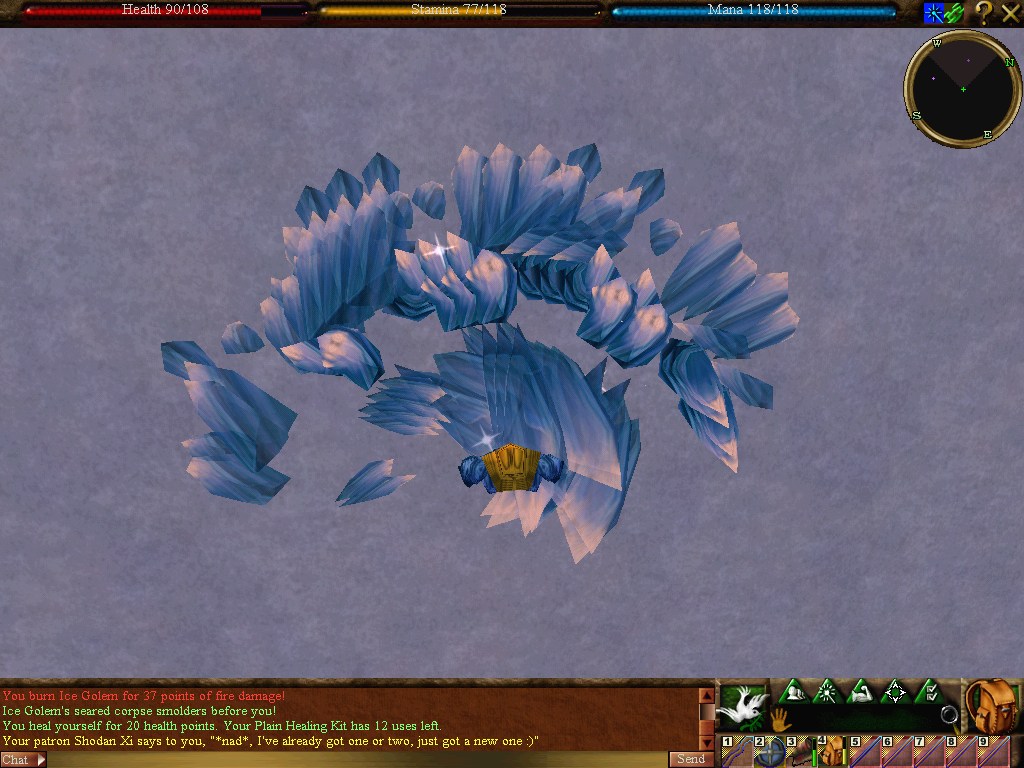 Health 90/108
Stamina 77/118
Mana 118/118
?
W
N
S
E
You burn Ice Golem for 37 points of fire damage!
Ice Golem's seared corpse smolders before you!
You heal yourself for 20 health points. Your Plain Healing Kit has 12 uses left.
Your patron Shodan Xi says to you, "*nad*, I've already got one or two, just got a new one :)"
Chat
Send
1 2 3 4 5 6 7 8 9